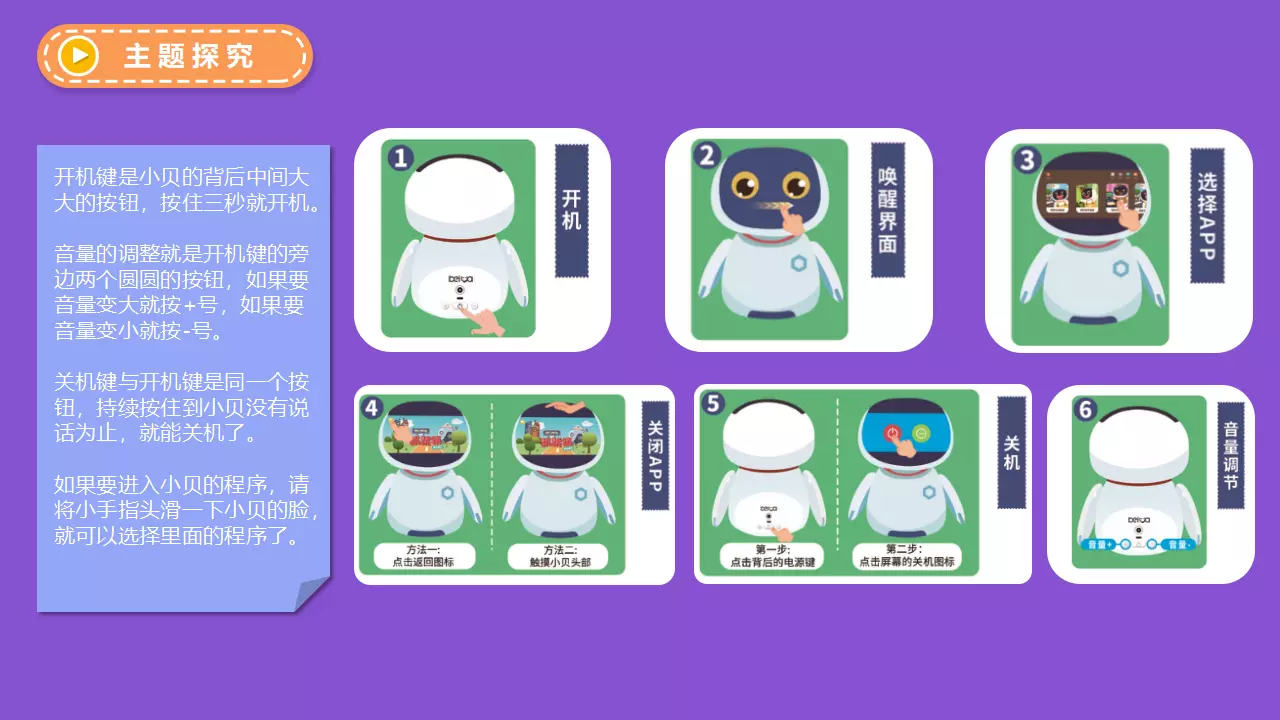 主题探究
开机键是小贝的背后中间大
大的按钮，按住三秒就开机。
音量的调整就是开机键的旁
边两个圆圆的按钮，如果要
音量变大就按+号，如果要
音量变小就按-号。
关机键与开机键是同一个按
钮，持续按住到小贝没有说
话为止，就能关机了。
如果要进入小贝的程序，请
将小手指头滑一下小贝的脸，
就可以选择里面的程序了。
1
开机
beiya
2
唤醒界面
3
选择APP
4
关闭APP
方法一:
点击返回图标
方法二:
触摸小贝头部
5
关机
beiya
第一步:
点击背后的电源键
第二步：
点击屏幕的关机图标
6
音量调节
beiya
音量+
音量-